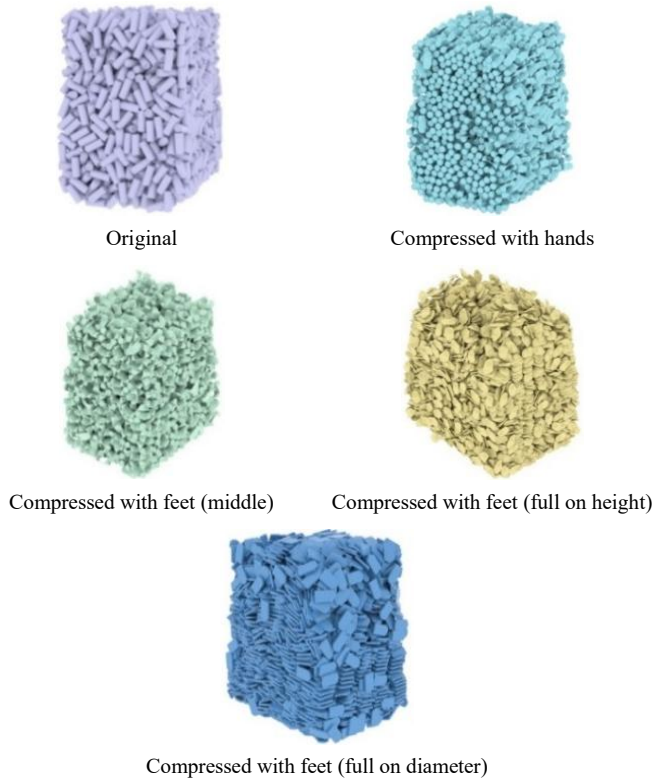 Original
Compressed with hands
Compressed with feet (middle)
Compressed with feet (full on height)
Compressed with feet (full on diameter)